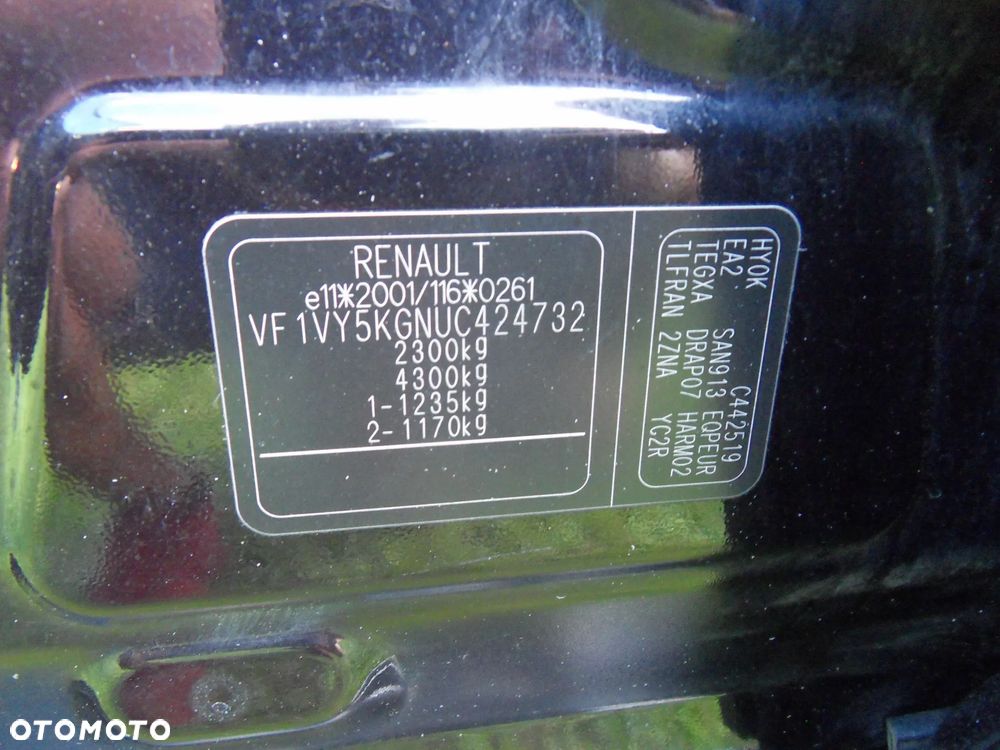 RENAULT
e11*2001/116*0261
VF1VY5KGNUC424732
2300kg
4300kg
1-1235kg
2-1170kg
HYOK C442519
EA2 SAN913 EQPEUR
TEGXA DRAP07 HARM02
TLFRAN 2ZNA YC2R
OTOMOTO